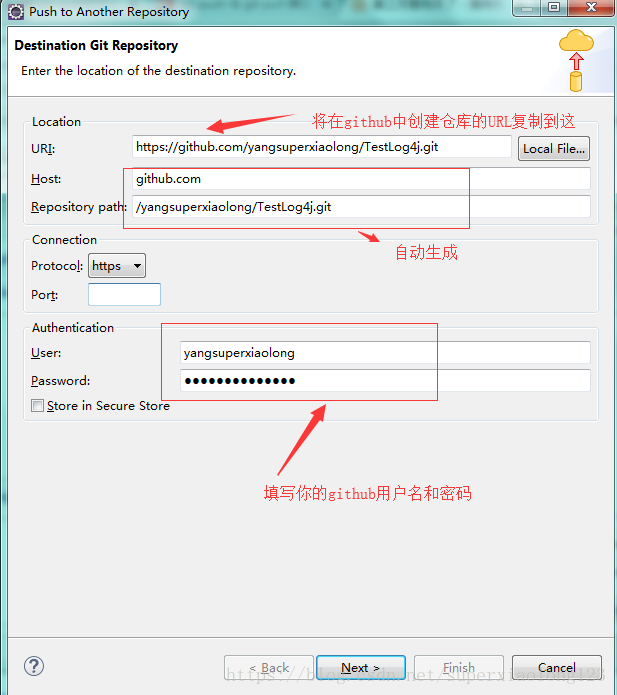 Push to Another Repository
Destination Git Repository
Enter the location of the destination repository.
Location
将在github中创建仓库的URL复制到这
URI: https://github.com/yangsuperxiaolong/TestLog4j.git Local File...
Host: github.com
Repository path: /yangsuperxiaolong/TestLog4j.git
Connection
自动生成
Protocol: https
Port:
Authentication
User: yangsuperxiaolong
Password: ●●●●●●●●●●●●●●
Store in Secure Store
填写你的github用户名和密码
? < Back Next > Finish Cancel
https://blog.csdn.net/superxiaolong123